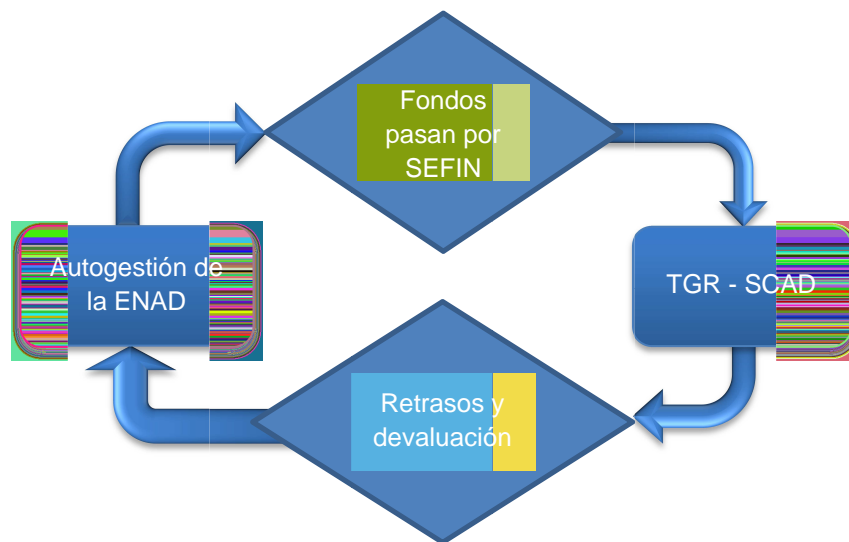 Fondos
pasan por
SEFIN
Autogestión de
la ENAD
TGR - SCAD
Retrasos y
devaluación